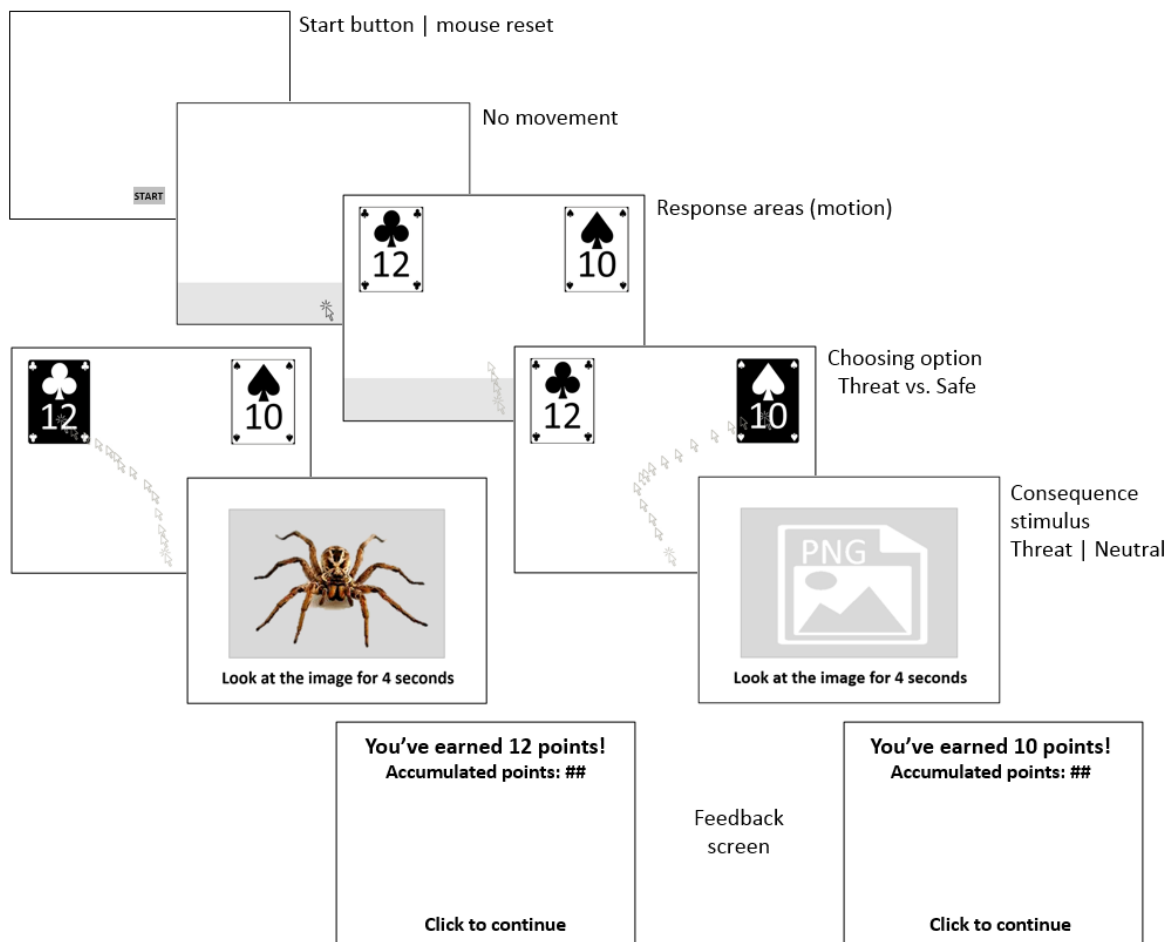 Start button | mouse reset
START
No movement
Response areas (motion)
12
10
Choosing option
Threat vs. Safe
12
10
12
10
Consequence
stimulus
Threat | Neutral
Look at the image for 4 seconds
PNG
Look at the image for 4 seconds
You've earned 12 points!
Accumulated points: ##
Click to continue
Feedback
screen
You've earned 10 points!
Accumulated points: ##
Click to continue